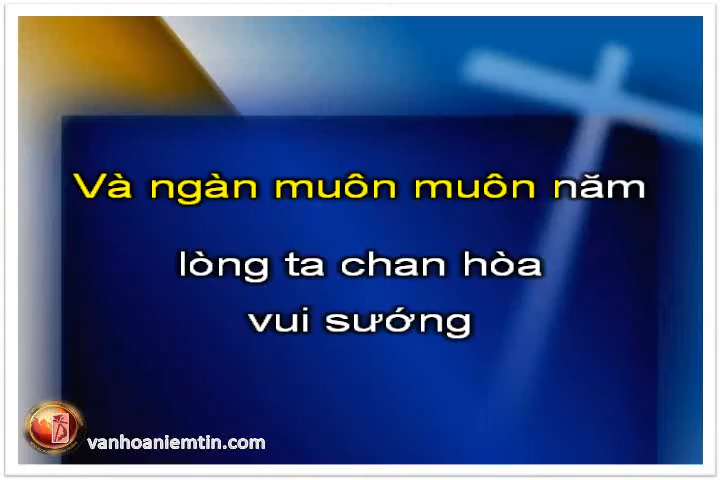 Và ngàn muôn muôn năm
lòng ta chan hòa
vui sướng
vanhoaniemtin.com